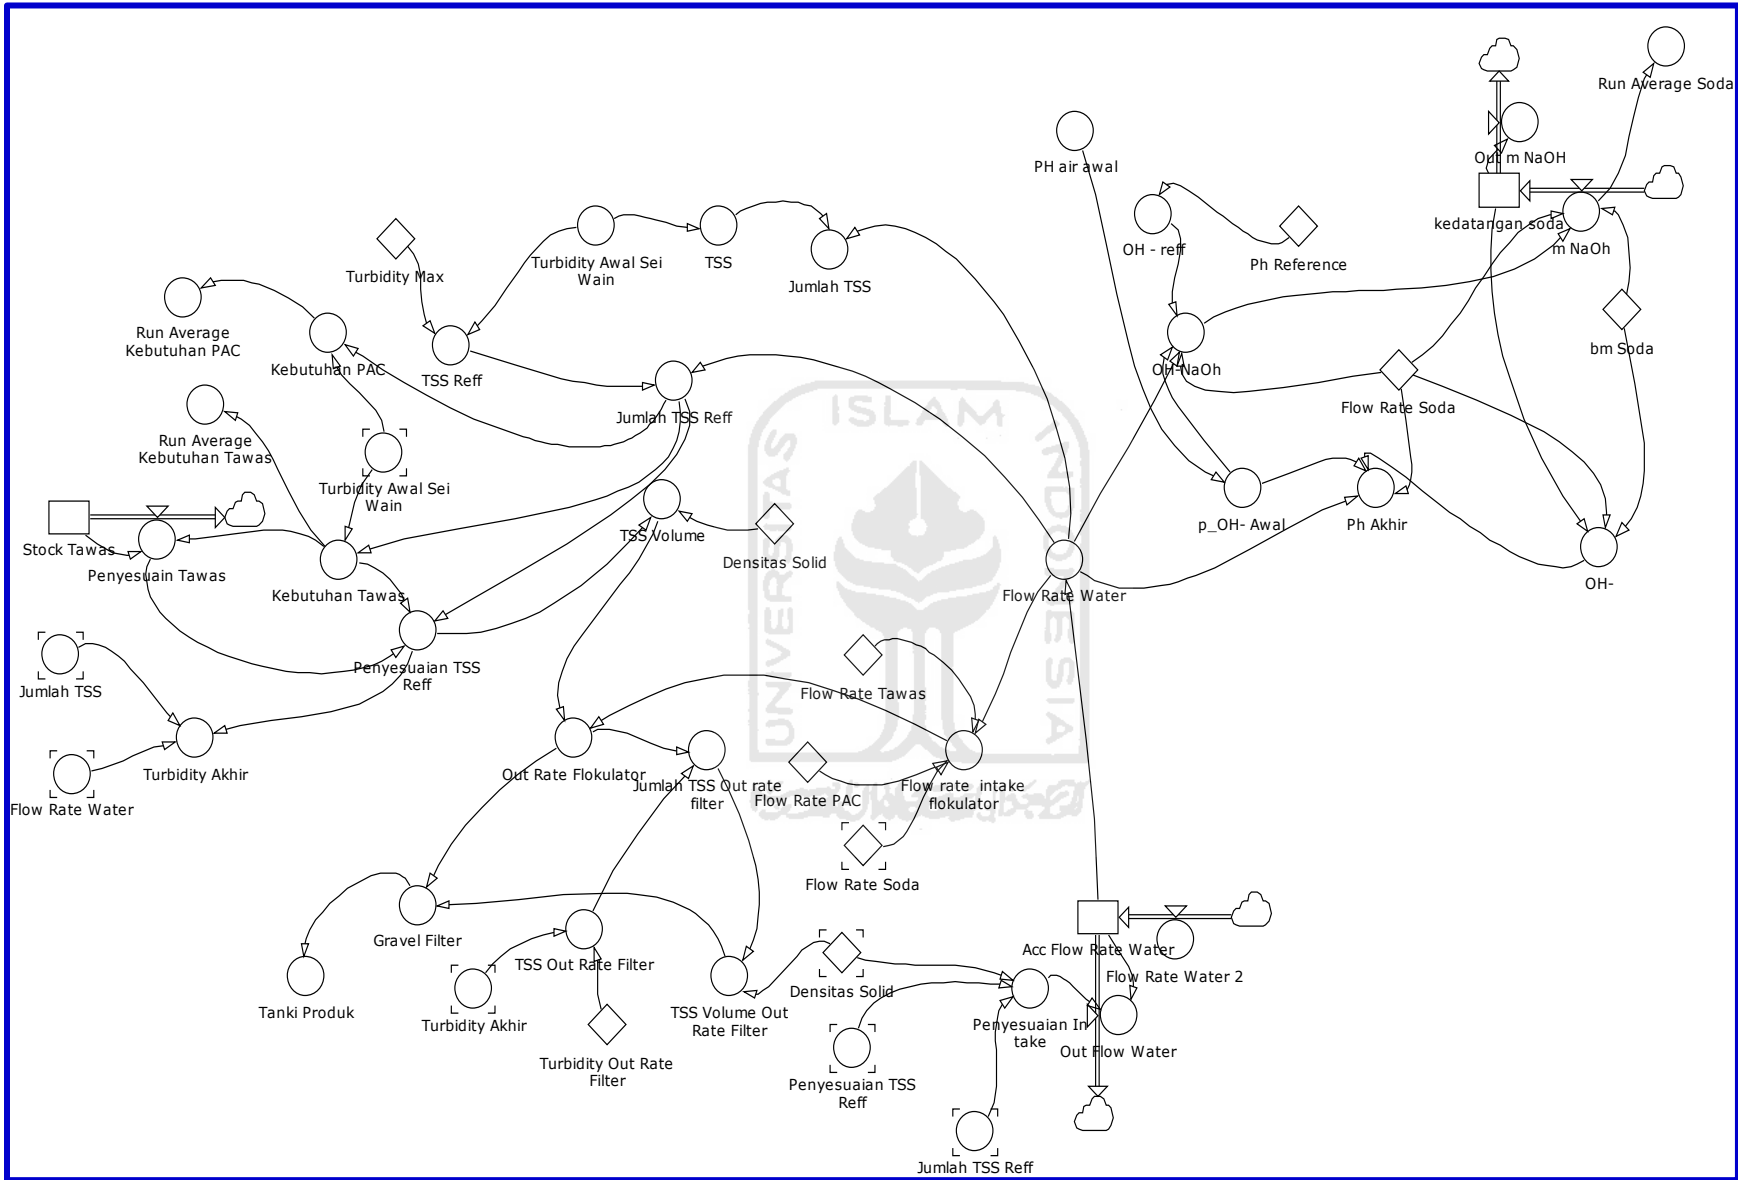 Run Average Soda
Out m NaOH
PH air awal
kedatangan soda
m NaOh
OH - reff
Ph Reference
Turbidity Max
Turbidity Awal Sei
Wain
TSS
Jumlah TSS
Run Average
Kebutuhan PAC
Kebutuhan PAC
TSS Reff
OH-NaOh
bm Soda
Flow Rate Soda
Jumlah TSS Reff
ISLAM
UNIVERSITAS
INDONESIA
Run Average
Kebutuhan Tawas
Turbidity Awal Sei
Wain
Stock Tawas
Penyesuain Tawas
TSS Volume
Densitas Solid
p_OH- Awal
Ph Akhir
Kebutuhan Tawas
Flow Rate Water
OH-
Penyesuaian TSS
Reff
Jumlah TSS
Flow Rate Tawas
Turbidity Akhir
Out Rate Flokulator
Jumlah TSS Out rate
filter
Flow Rate PAC
Flow rate intake
flokulator
Flow Rate Water
Flow Rate Soda
Gravel Filter
TSS Out Rate Filter
Acc Flow Rate Water
Flow Rate Water 2
Tanki Produk
Turbidity Akhir
TSS Volume Out
Rate Filter
Densitas Solid
Penyesuaian In
take
Out Flow Water
Turbidity Out Rate
Filter
Penyesuaian TSS
Reff
Jumlah TSS Reff